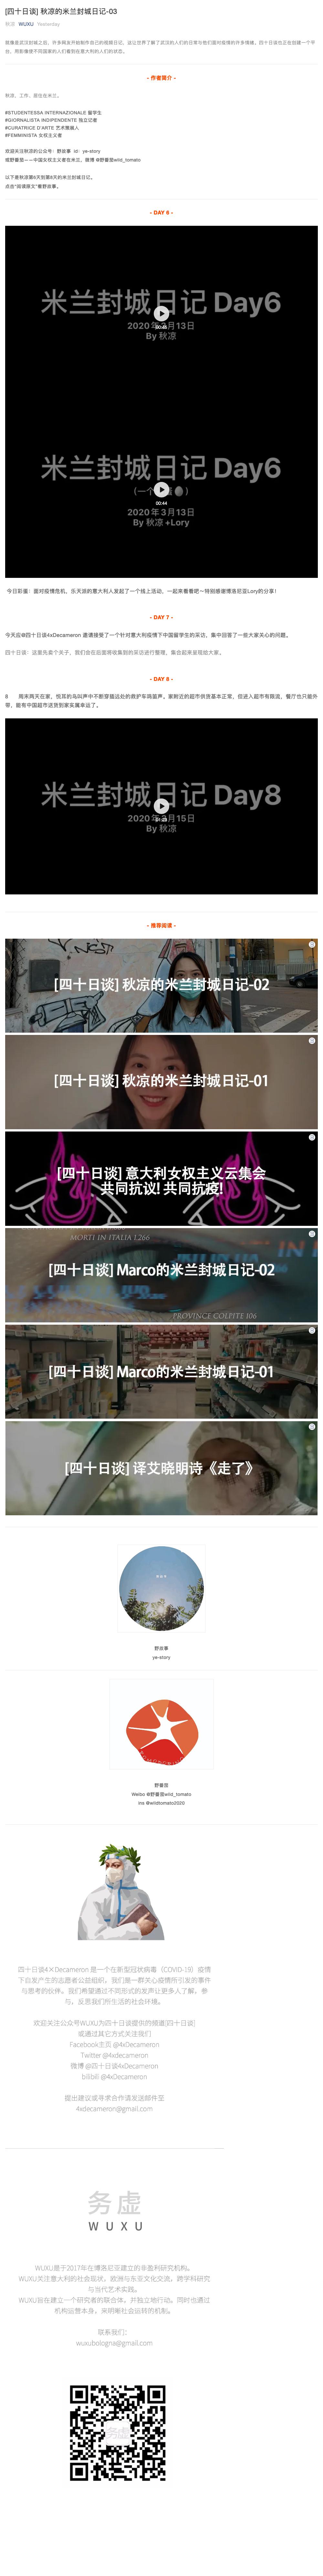 [四十日谈] 秋凉的米兰封城日记-03
秋凉 WUXU Yesterday
就像是武汉封城之后，许多网友开始制作自己的视频日记，这让世界了解了武汉的人们的日常与他们面对疫情的许多情绪，四十日谈也正在创建一个平
台，用影像使不同国家的人们看到在意大利的人们的状态。
- 作者简介 -
秋凉，工作、居住在米兰。
#STUDENTESSA INTERNAZIONALE 留学生
#GIORNALISTA INDIPENDENTE 独立记者
#CURATRICE D'ARTE 艺术策展人
#FEMMINISTA 女权主义者
欢迎关注秋凉的公众号：野故事 id：ye-story
视野番茄——中国女权主义者在米兰，微博 @野番茄wild_tomato
以下是秋凉第6天到第8天的米兰封城日记。
点击“阅读原文”看野故事。
- DAY 6 -
米兰封城日记 Day6
00:46
2020年3月13日
By 秋凉
米兰封城日记 Day6
00:44
2020年3月13日
By 秋凉 +Lory
今日彩蛋：面对疫情危机，乐天派的意大利人发起了一个线上活动，一起来看看吧～特别感谢博洛尼亚Lory的分享！
- DAY 7 -
今天应@四十日谈4xDecameron 邀请接受了一个针对意大利疫情下中国留学生的采访，集中回答了一些大家关心的问题。
四十日谈：这里先卖个关子，我们会在后面将收集到的采访进行整理，集合起来呈现给大家。
- DAY 8 -
8 周末两天在家，恬耳的鸟叫声中不断穿插远处的救护车鸣笛声。家附近的超市供货基本正常，但进入超市有限流，餐厅也只能外
带，能有中国超市送货到家实属幸运了。
米兰封城日记 Day8
2020年3月15日
By 秋凉
- 推荐阅读 -
[四十日谈] 秋凉的米兰封城日记-02
[四十日谈] 秋凉的米兰封城日记-01
[四十日谈] 意大利女权主义云集会
共同抗议! 共同抗疫!
MORTI IN ITALIA 1.266
[四十日谈] Marco的米兰封城日记-02
PROVINCE COLPITE 106
[四十日谈] Marco的米兰封城日记-01
[四十日谈] 译艾晓明诗《走了》
野故事
野故事
ye-story
野番茄
Weibo @野番茄wild_tomato
Ins @wildtomato2020
四十日谈4×Decameron 是一个在新型冠状病毒（COVID-19）疫情
下自发产生的志愿者公益组织，我们是一群关心疫情所引发的事件
与思考的伙伴。我们希望通过不同形式的发声让更多人了解、参
与、反思我们所生活的社会环境。
欢迎关注公众号WUXU为四十日谈提供的频道[四十日谈]
或通过其它方式关注我们
Facebook主页 @4xDecameron
Twitter @4xdecameron
微博 @四十日谈4xDecameron
bilibili @4xDecameron
提出建议或寻求合作请发送邮件至
4xdecameron@gmail.com
务虚
WUXU
WUXU是于2017年在博洛尼亚建立的非盈利研究机构。
WUXU关注意大利的社会现状，欧洲与东亚文化交流，跨学科研究
与当代艺术实践。
WUXU旨在建立一个研究者的联合体，并独立地行动。同时也通过
机构运营本身，来明晰社会运转的机制。
联系我们：
wuxubologna@gmail.com
务虚